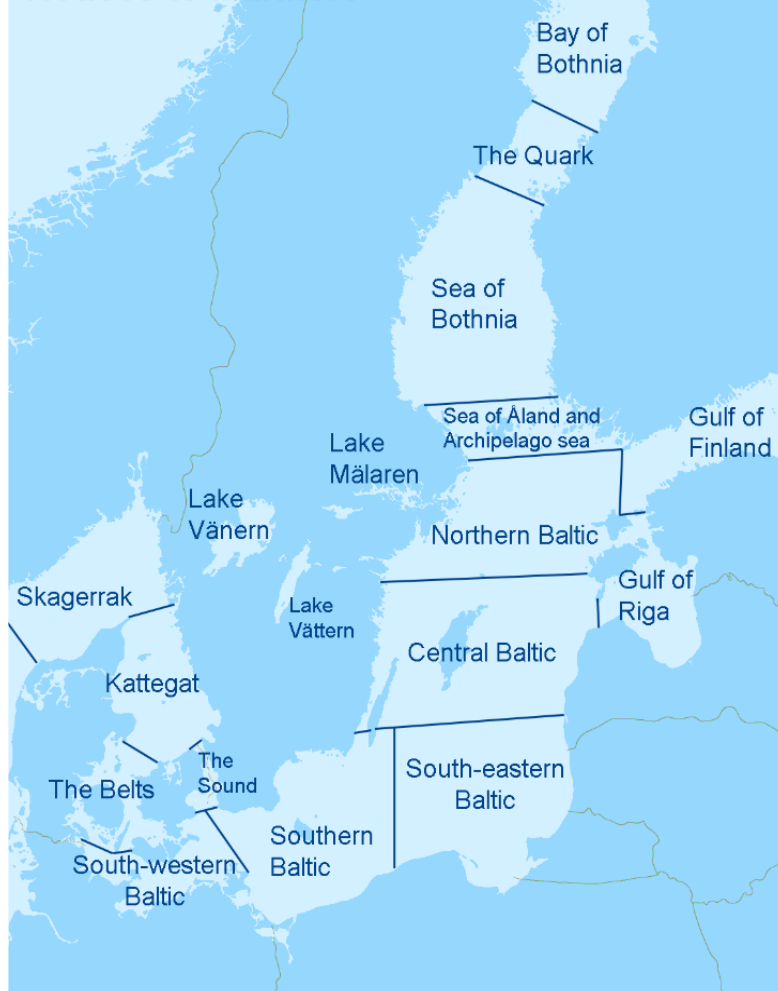 Bay of
Bothnia
The Quark
Sea of
Bothnia
Sea of Åland and
Archipelago sea
Gulf of
Finland
Lake
Mälaren
Lake
Vänern
Northern Baltic
Skagerrak
Lake
Vättern
Gulf of
Riga
Central Baltic
Kattegat
The
Sound
The Belts
South-eastern
Baltic
Southern
Baltic
South-western
Baltic